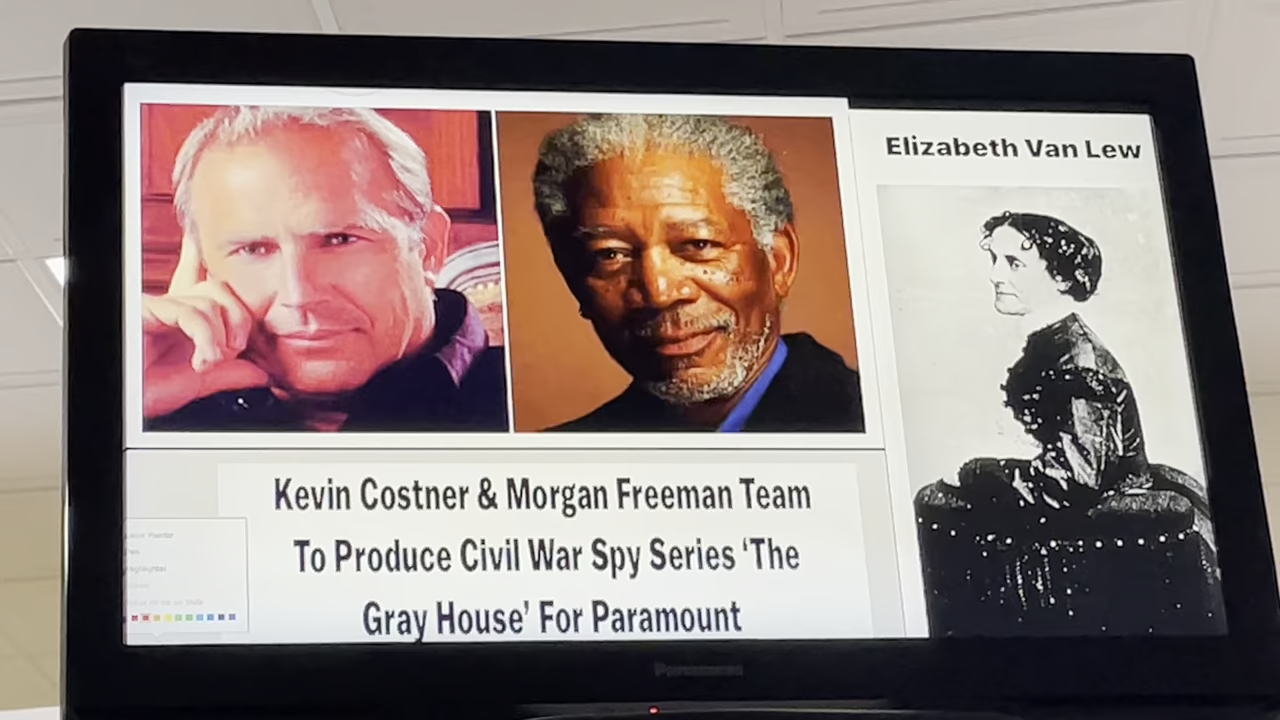 Elizabeth Van Lew
Kevin Costner & Morgan Freeman Team
To Produce Civil War Spy Series ‘The
Gray House’ For Paramount
Panasonic